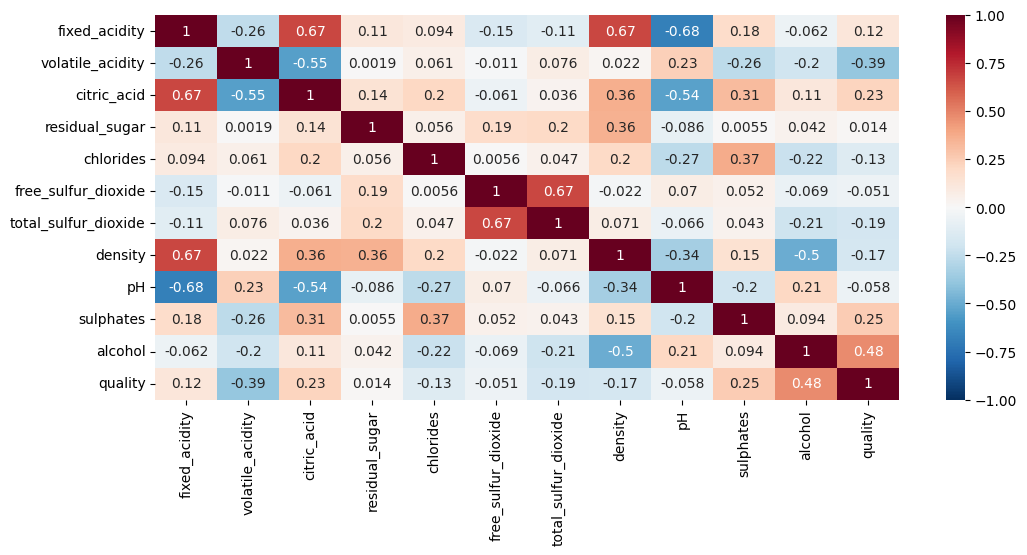 fixed_acidity 1 -0.26 0.67 0.11 0.094 -0.15 -0.11 0.67 -0.68 0.18 -0.062 0.12
volatile_acidity -0.26 1 -0.55 0.0019 0.061 -0.011 0.076 0.022 0.23 -0.26 -0.2 -0.39
citric_acid 0.67 -0.55 1 0.14 0.2 -0.061 0.036 0.36 -0.54 0.31 0.11 0.23
residual_sugar 0.11 0.0019 0.14 1 0.056 0.19 0.2 0.36 -0.086 0.0055 0.042 0.014
chlorides 0.094 0.061 0.2 0.056 1 0.0056 0.047 0.2 -0.27 0.37 -0.22 -0.13
free_sulfur_dioxide -0.15 -0.011 -0.061 0.19 0.0056 1 0.67 -0.022 0.07 0.052 -0.069 -0.051
total_sulfur_dioxide -0.11 0.076 0.036 0.2 0.047 0.67 1 0.071 -0.066 0.043 -0.21 -0.19
density 0.67 0.022 0.36 0.36 0.2 -0.022 0.071 1 -0.34 0.15 -0.5 -0.17
pH -0.68 0.23 -0.54 -0.086 -0.27 0.07 -0.066 -0.34 1 -0.2 0.21 -0.058
sulphates 0.18 -0.26 0.31 0.0055 0.37 0.052 0.043 0.15 -0.2 1 0.094 0.25
alcohol -0.062 -0.2 0.11 0.042 -0.22 -0.069 -0.21 -0.5 0.21 0.094 1 0.48
quality 0.12 -0.39 0.23 0.014 -0.13 -0.051 -0.19 -0.17 -0.058 0.25 0.48 1
fixed_acidity
volatile_acidity
citric_acid
residual_sugar
chlorides
free_sulfur_dioxide
total_sulfur_dioxide
density
pH
sulphates
alcohol
quality
1.00
0.75
0.50
0.25
0.00
−0.25
−0.50
−0.75
−1.00